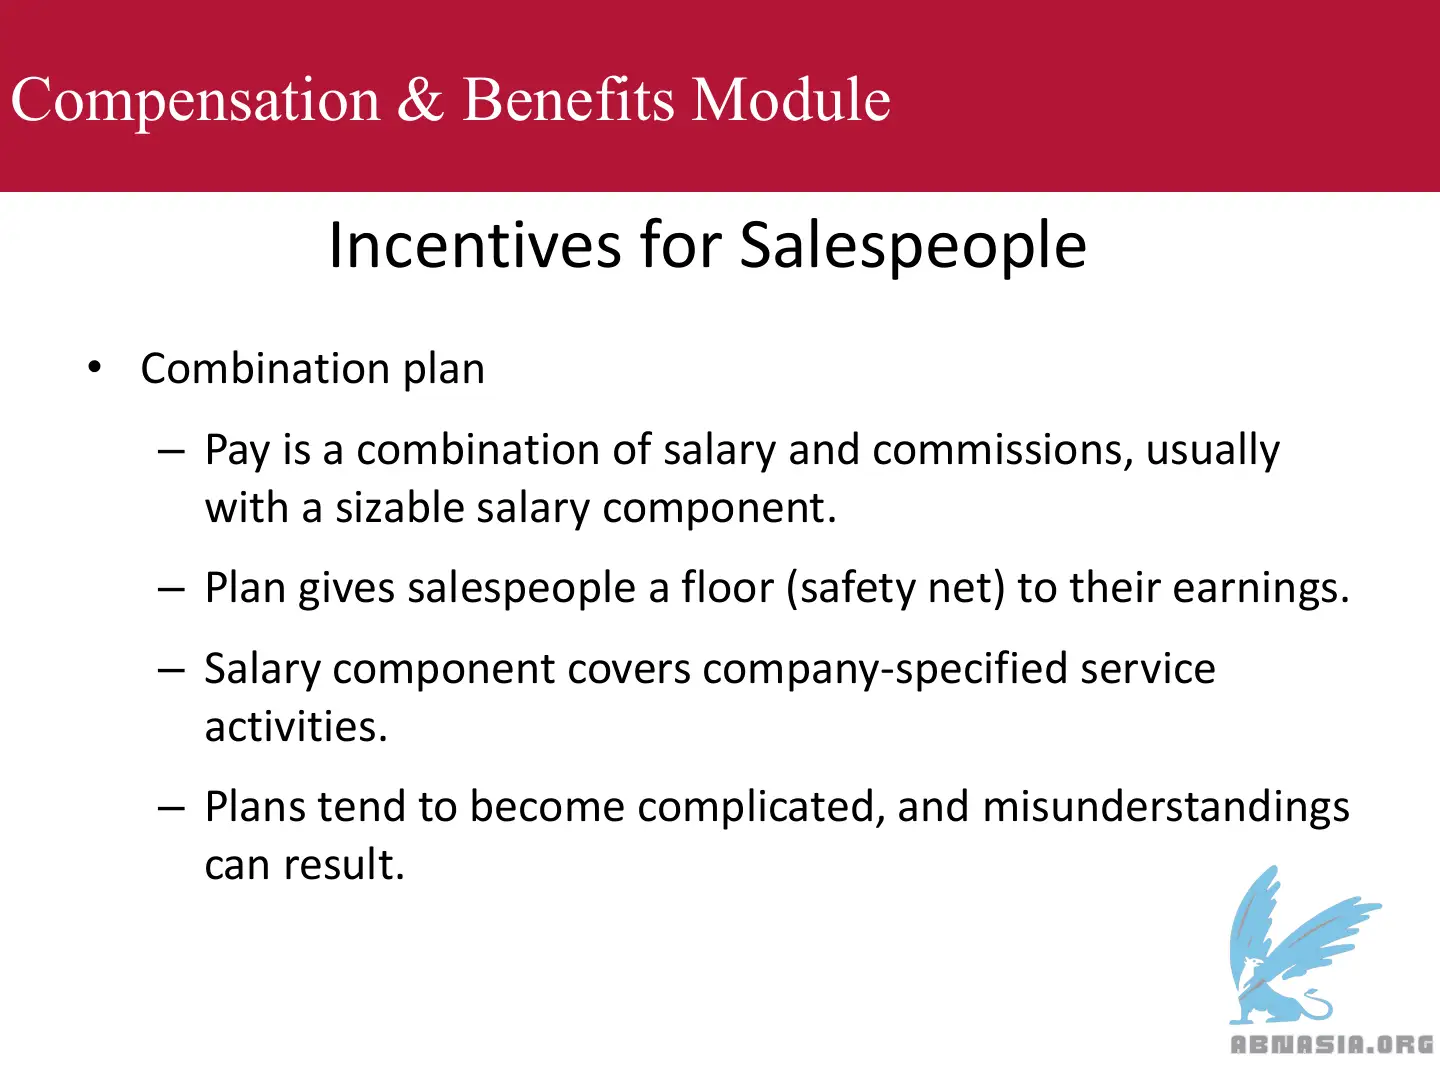 Compensation & Benefits Module
Incentives for Salespeople
• Combination plan
– Pay is a combination of salary and commissions, usually
with a sizable salary component.
– Plan gives salespeople a floor (safety net) to their earnings.
– Salary component covers company-specified service
activities.
– Plans tend to become complicated, and misunderstandings
can result.
ABNASIA.ORG